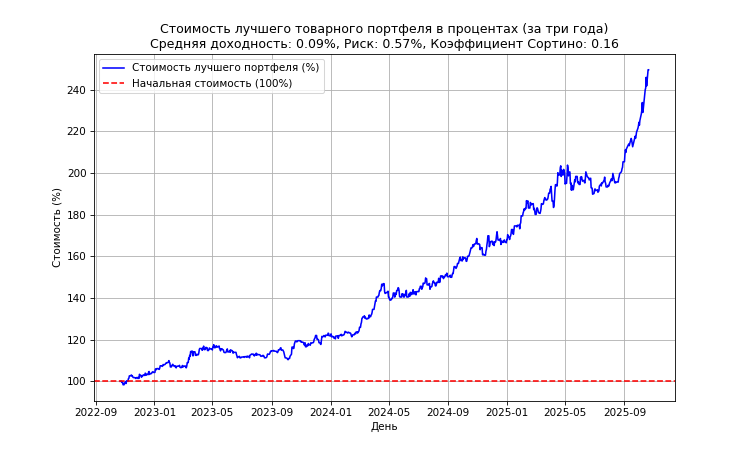 Стоимость лучшего товарного портфеля в процентах (за три года)
Средняя доходность: 0.09%, Риск: 0.57%, Коэффициент Сортино: 0.16
Стоимость лучшего портфеля (%)
Начальная стоимость (100%)
Стоимость (%)
240
220
200
180
160
140
120
100
2022-09 2023-01 2023-05 2023-09 2024-01 2024-05 2024-09 2025-01 2025-05 2025-09
День